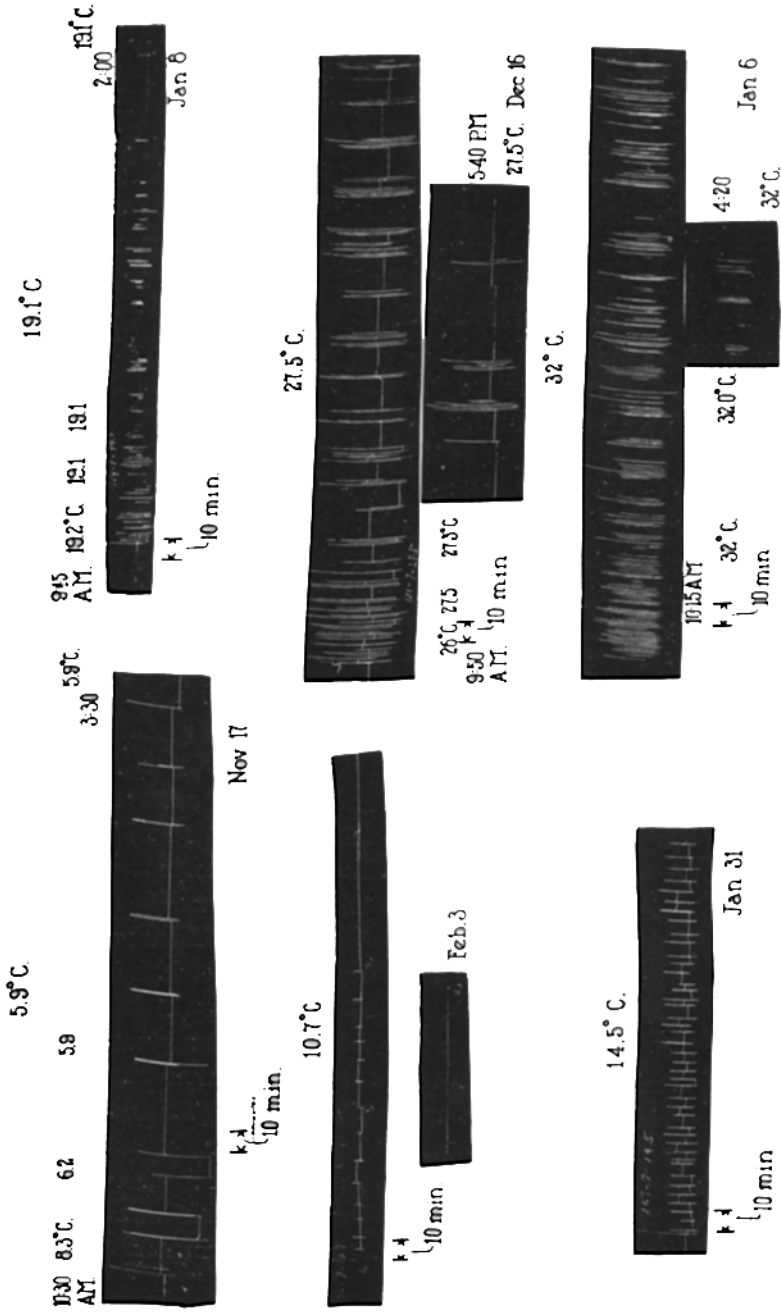 5.9°C.
10:30 8.3°C. 6.2 5.9 3:30 5.9°C.
A.M.
10 min.
Nov 17
10.7°C
10 min.
Feb. 3
14.5° C.
10 min
Jan 31
19.1°C
9:45 19.2°C 19.1 19.1 2:00 19.1°C.
A.M.
10 min.
Jan 8
27.5°C.
26°C. 27.5 27.5°C
9:50
A.M.
10 min
5:40 P.M
27.5°C. Dec 16
32°C.
10:15 A M
32°C. 32.0°C.
10 min
4:20
32°C.
Jan 6